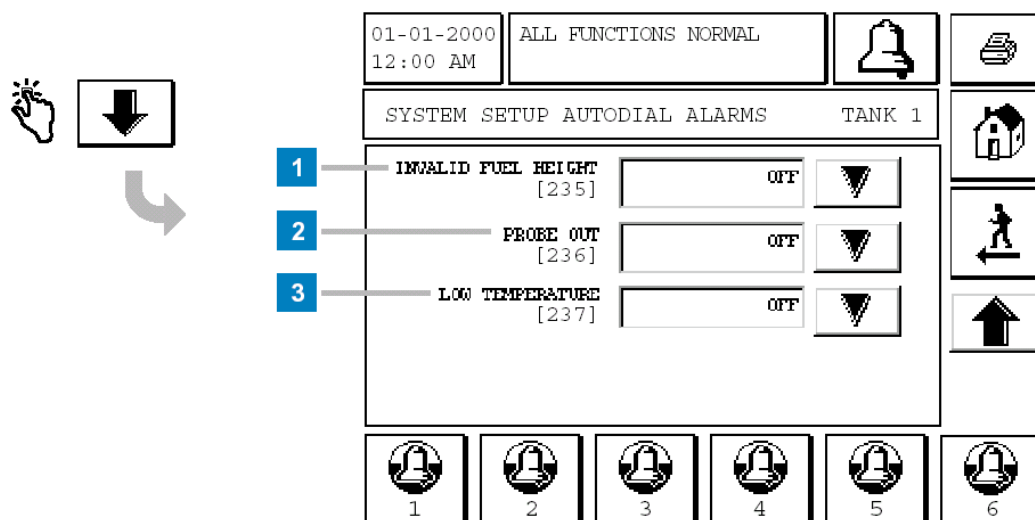 01-01-2000
12:00 AM
ALL FUNCTIONS NORMAL
SYSTEM SETUP AUTODIAL ALARMS TANK 1
1
INVALID FUEL HEIGHT
[235]
OFF
2
PROBE OUT
[236]
OFF
3
LOW TEMPERATURE
[237]
OFF
1
2
3
4
5
6